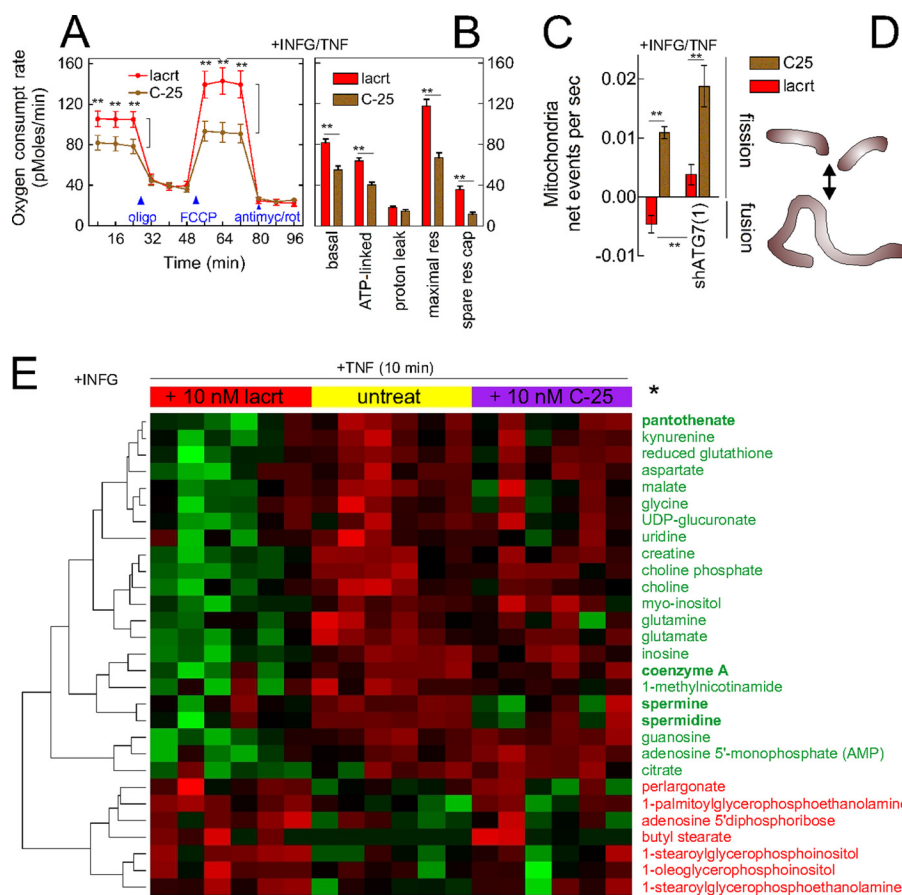 A
B
C
D
+INFG/TNF
+INFG/TNF
Oxygen consumpt rate
(pMoles/min)
160
120
80
40
0
lacrt
C-25
** ** **
** ** **
oligo
FCCP
antimyc/rot
16 32 48 64 80 96
Time (min)
lacrt
C-25
160
120
80
40
0
**
**
**
**
basal
ATP-linked
proton leak
maximal res
spare res cap
Mitochondria
net events per sec
0.02
0.01
0.00
-0.01
**
**
**
shATG7(1)
C25
lacrt
fission
fusion
E
+INFG
+TNF (10 min)
+ 10 nM lacrt
untreat
+ 10 nM C-25
*
pantothenate
kynurenine
reduced glutathione
aspartate
malate
glycine
UDP-glucuronate
uridine
creatine
choline phosphate
choline
myo-inositol
glutamine
glutamate
inosine
coenzyme A
1-methylnicotinamide
spermine
spermidine
guanosine
adenosine 5'-monophosphate (AMP)
citrate
perlargonate
1-palmitoylglycerophosphoethanolamine
adenosine 5'diphosphoribose
butyl stearate
1-stearoylglycerophosphoinositol
1-oleoglycerophosphoinositol
1-stearoylglycerophosphoethanolamine